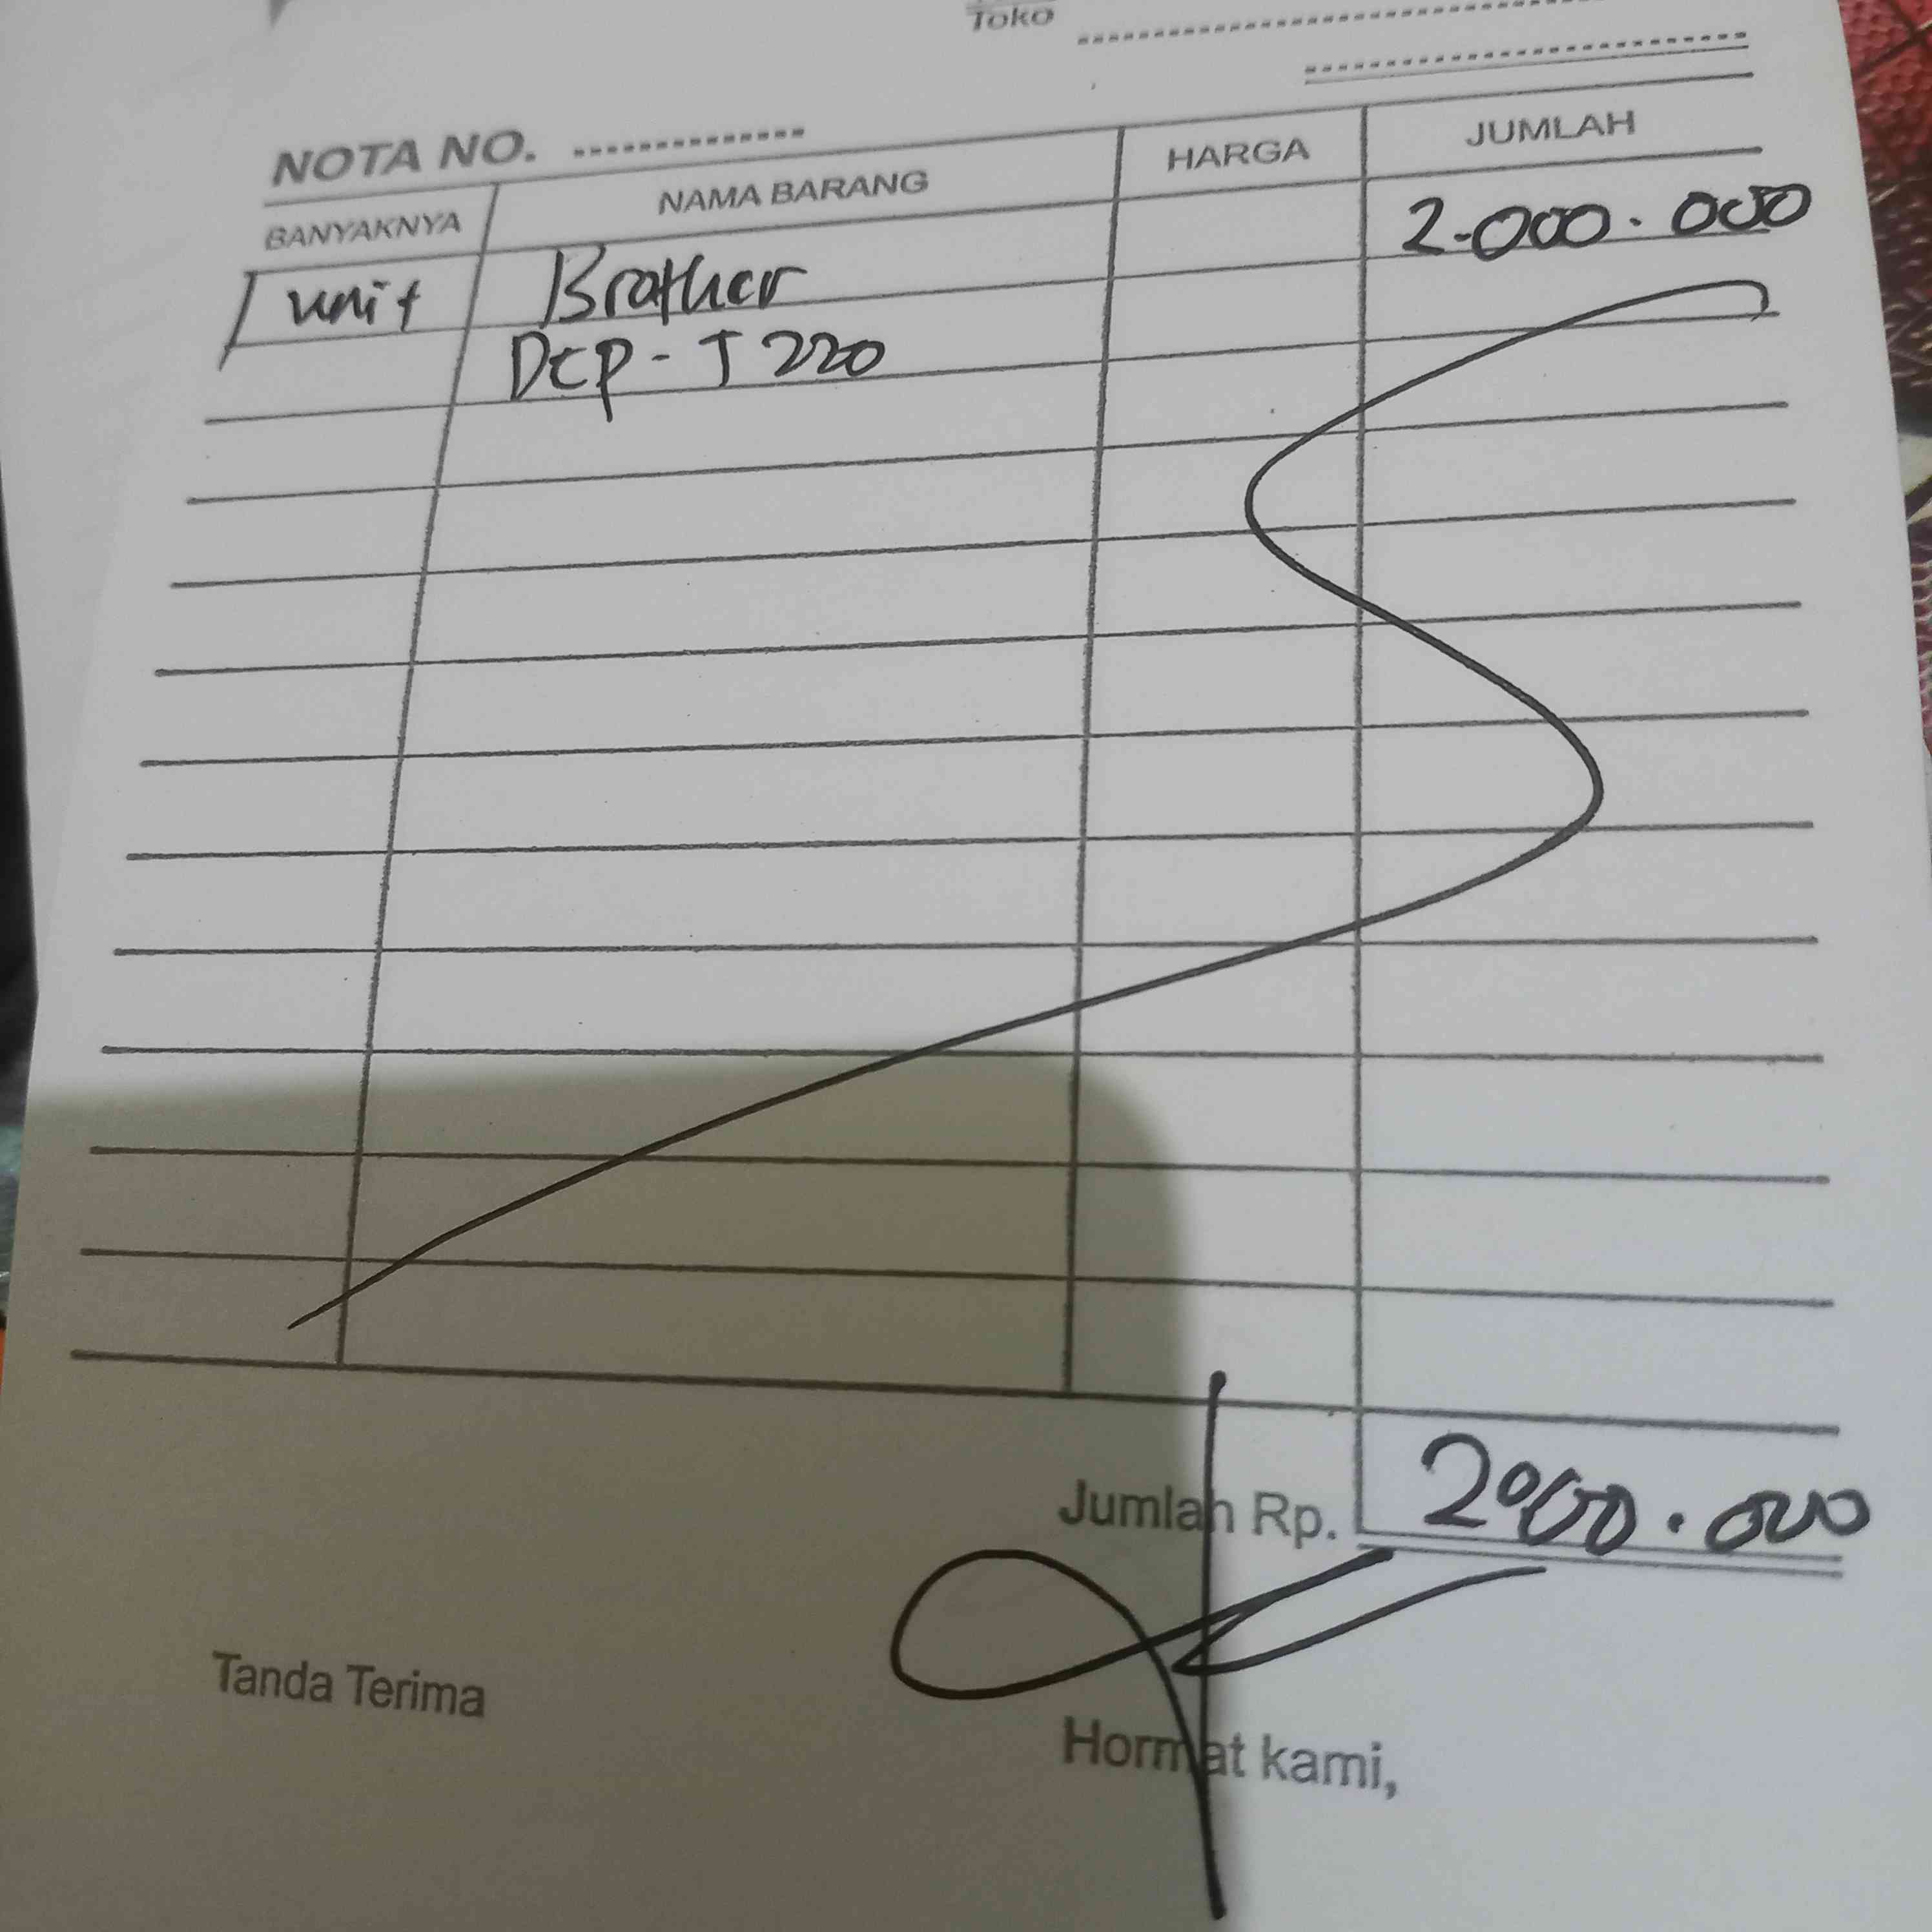 Toko
NOTA NO.
BANYAKNYA NAMA BARANG HARGA JUMLAH
1 unit Brother 2.000.000
DCP-T220
Jumlah Rp. 2000.000
Tanda Terima
Hormat kami,